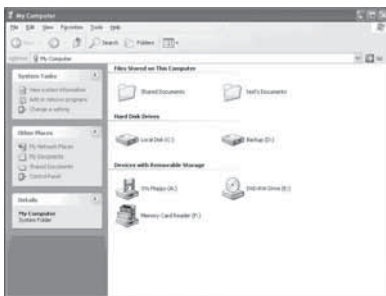 My Computer
File Edit View Favorites Tools Help
Search Folders
My Computer
System Tasks
View system information
Add or remove programs
Change a setting
Other Places
My Network Places
My Documents
Shared Documents
Control Panel
Details
My Computer
System Folder
Files Stored on This Computer
Shared Documents
Hard Disk Drives
Local Disk (C:)
Backup (D:)
Devices with Removable Storage
3½ Floppy (A:)
DVD-RW Drive (E:)
Memory Card Reader (F:)